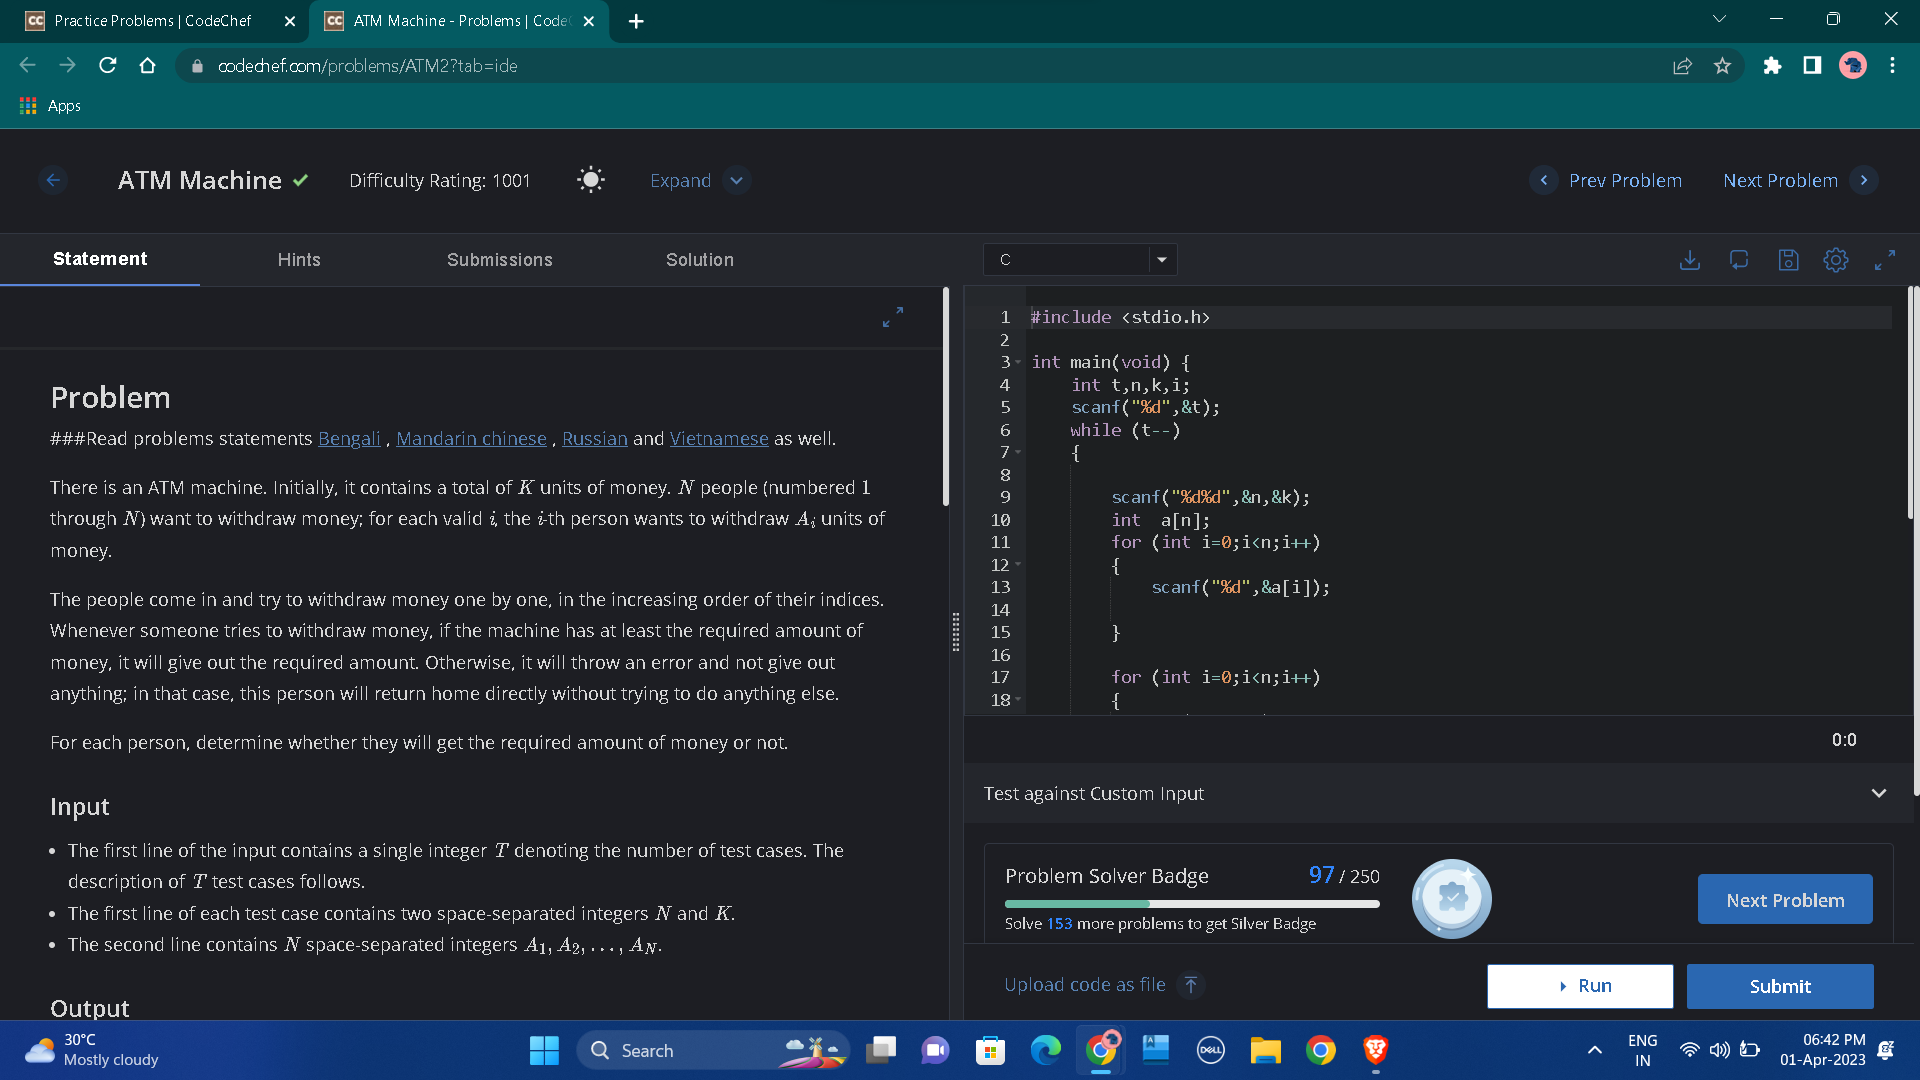 Practice Problems | CodeChef
ATM Machine - Problems | Code
codechef.com/problems/ATM2?tab=ide
Apps
ATM Machine
Difficulty Rating: 1001
Expand
Prev Problem
Next Problem
Statement
Hints
Submissions
Solution
C
Problem
###Read problems statements Bengali , Mandarin chinese , Russian and Vietnamese as well.
There is an ATM machine. Initially, it contains a total of K units of money. N people (numbered 1
through N) want to withdraw money; for each valid i, the i-th person wants to withdraw A_i units of
money.
The people come in and try to withdraw money one by one, in the increasing order of their indices.
Whenever someone tries to withdraw money, if the machine has at least the required amount of
money, it will give out the required amount. Otherwise, it will throw an error and not give out
anything; in that case, this person will return home directly without trying to do anything else.
For each person, determine whether they will get the required amount of money or not.
Input
• The first line of the input contains a single integer T denoting the number of test cases. The
description of T test cases follows.
• The first line of each test case contains two space-separated integers N and K.
• The second line contains N space-separated integers A₁, A₂, …, A_N.
Output
1 #include <stdio.h>
2
3 int main(void) {
4 int t,n,k,i;
5 scanf("%d",&t);
6 while (t--)
7 {
8
9 scanf("%d%d",&n,&k);
10 int  a[n];
11 for (int i=0;i<n;i++)
12 {
13 scanf("%d",&a[i]);
14
15 }
16
17 for (int i=0;i<n;i++)
18 {
0:0
Test against Custom Input
Problem Solver Badge
97 / 250
Solve 153 more problems to get Silver Badge
Next Problem
Upload code as file
Run
Submit
30°C
Mostly cloudy
Search
DELL
ENG
IN
06:42 PM
01-Apr-2023